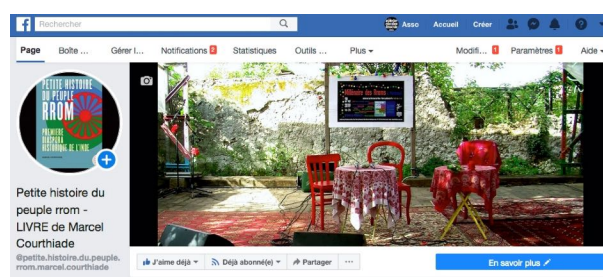 Rechercher
Asso Accueil Créer
Page Boîte ... Gérer l... Notifications 8 Statistiques Outils ... Plus Modifi... 1 Paramètres 1 Aide
PETITE HISTOIRE
DU PEUPLE
RROM
PREMIÈRE
DIASPORA
HISTORIQUE DE L'INDE
Petite histoire du
peuple rrom -
LIVRE de Marcel
Courthiade
@petite.histoire.du.peuple.
rrom.marcel.courthiade
J'aime déjà Déjà abonné(e) Partager ... En savoir plus